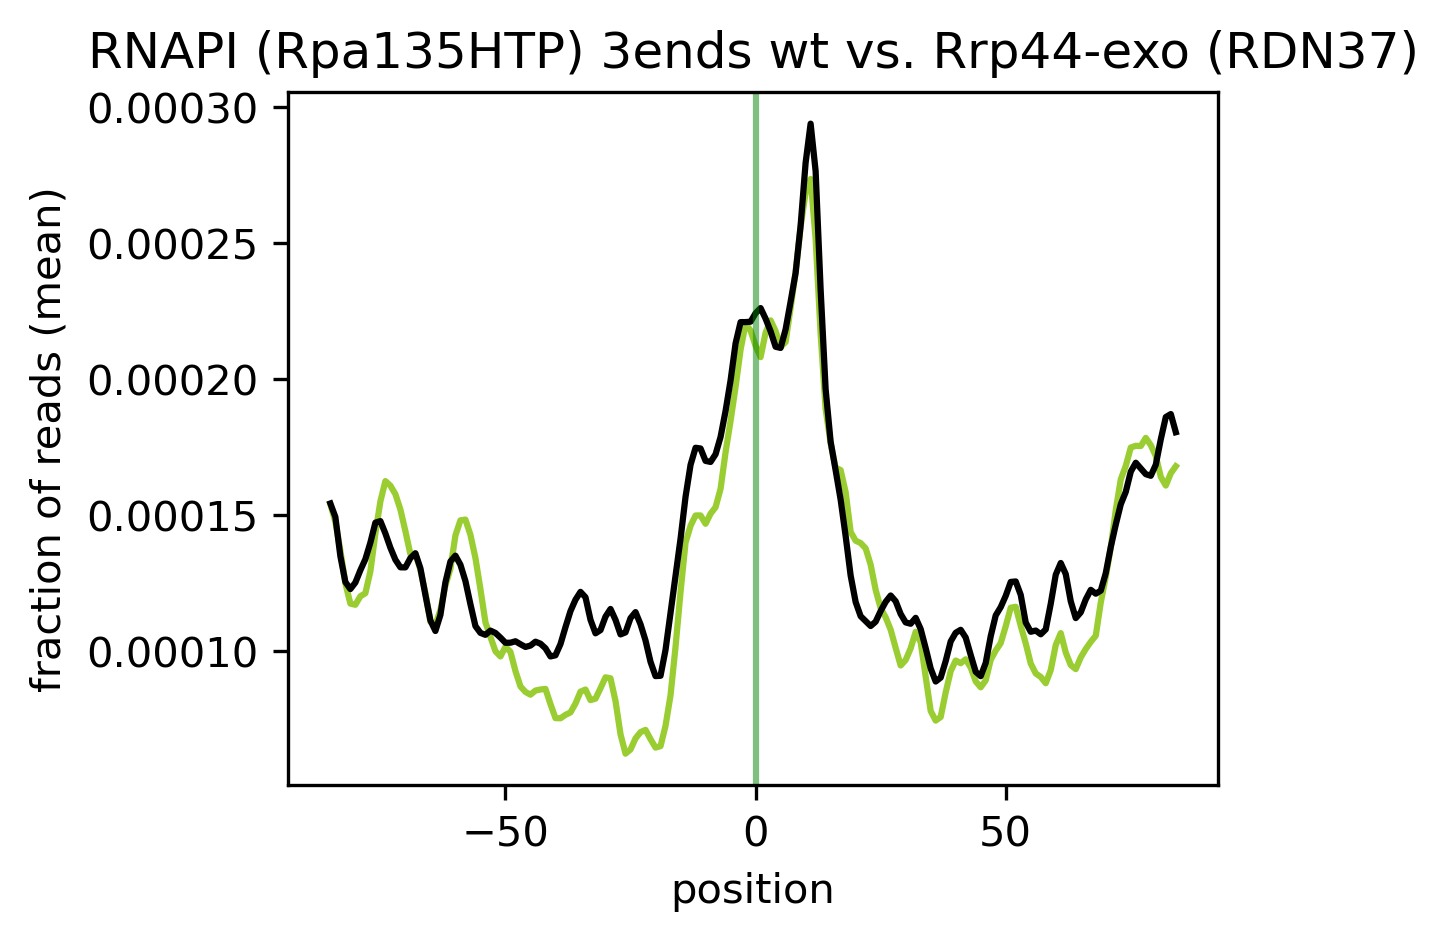 RNAPI (Rpa135HTP) 3ends wt vs. Rrp44-exo (RDN37)
fraction of reads (mean)
0.00030
0.00025
0.00020
0.00015
0.00010
−50
0
50
position